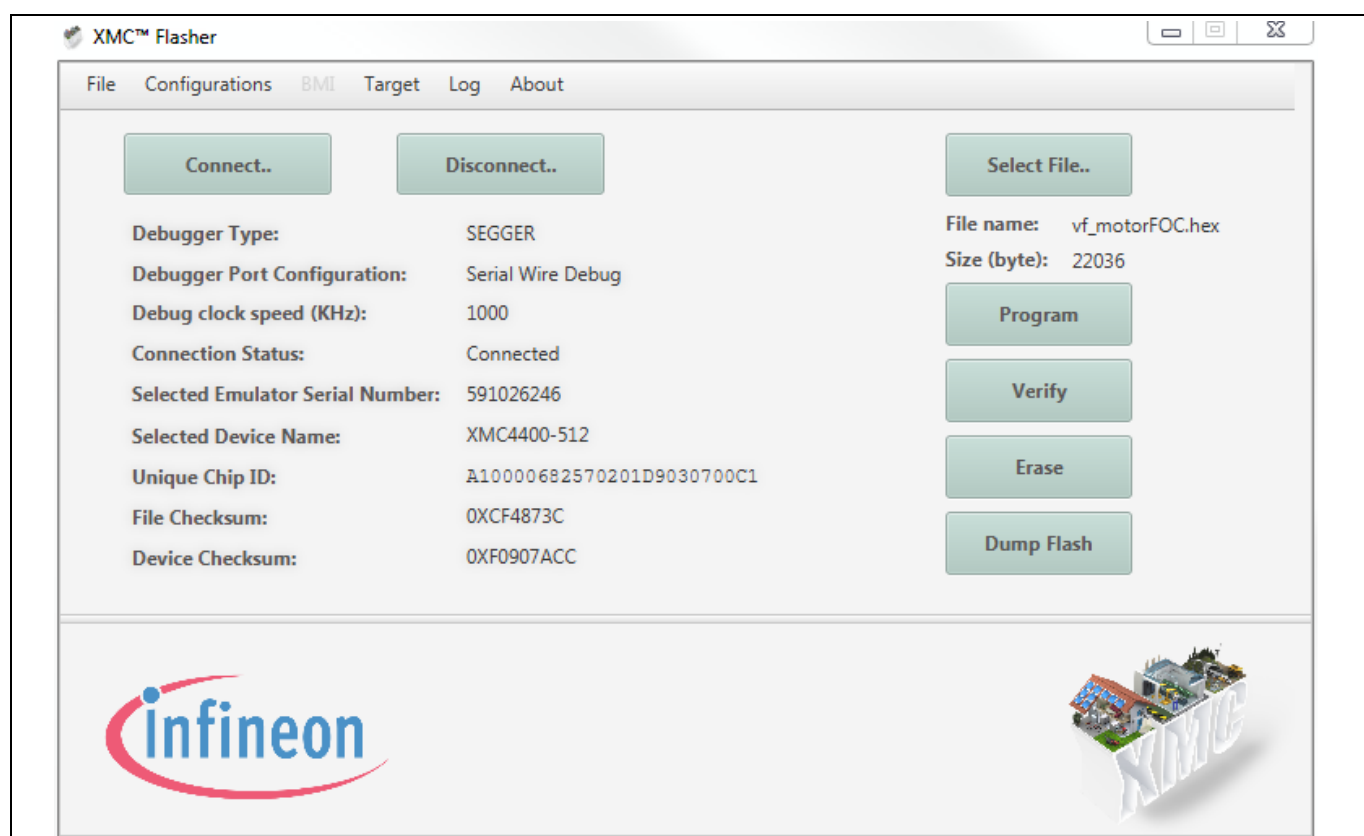 XMC™ Flasher
File Configurations BMI Target Log About
Connect.. Disconnect.. Select File..
Debugger Type: SEGGER
Debugger Port Configuration: Serial Wire Debug
Debug clock speed (KHz): 1000
Connection Status: Connected
Selected Emulator Serial Number: 591026246
Selected Device Name: XMC4400-512
Unique Chip ID: A10000682570201D9030700C1
File Checksum: 0XCF4873C
Device Checksum: 0XF0907ACC
File name: vf_motorFOC.hex
Size (byte): 22036
Program
Verify
Erase
Dump Flash
infineon
XMC